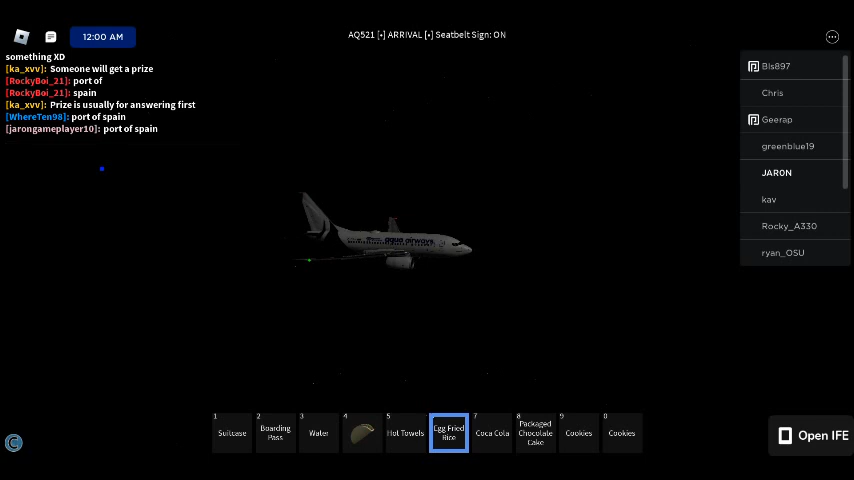 12:00 AM
AQ521 [•] ARRIVAL [•] Seatbelt Sign: ON
something XD
[ka_xvv]: Someone will get a prize
[RockyBoi_21]: port of
[RockyBoi_21]: spain
[ka_xvv]: Prize is usually for answering first
[WhereTen98]: port of spain
[jarongameplayer10]: port of spain
Bls897
Chris
Geerap
greenblue19
JARON
kav
Rocky_A330
ryan_OSU
aqua airways
1
Suitcase
2
Boarding
Pass
3
Water
4
5
Hot Towels
Egg Fried
Rice
7
Coca Cola
8
Packaged
Chocolate
Cake
9
Cookies
0
Cookies
Open IFE